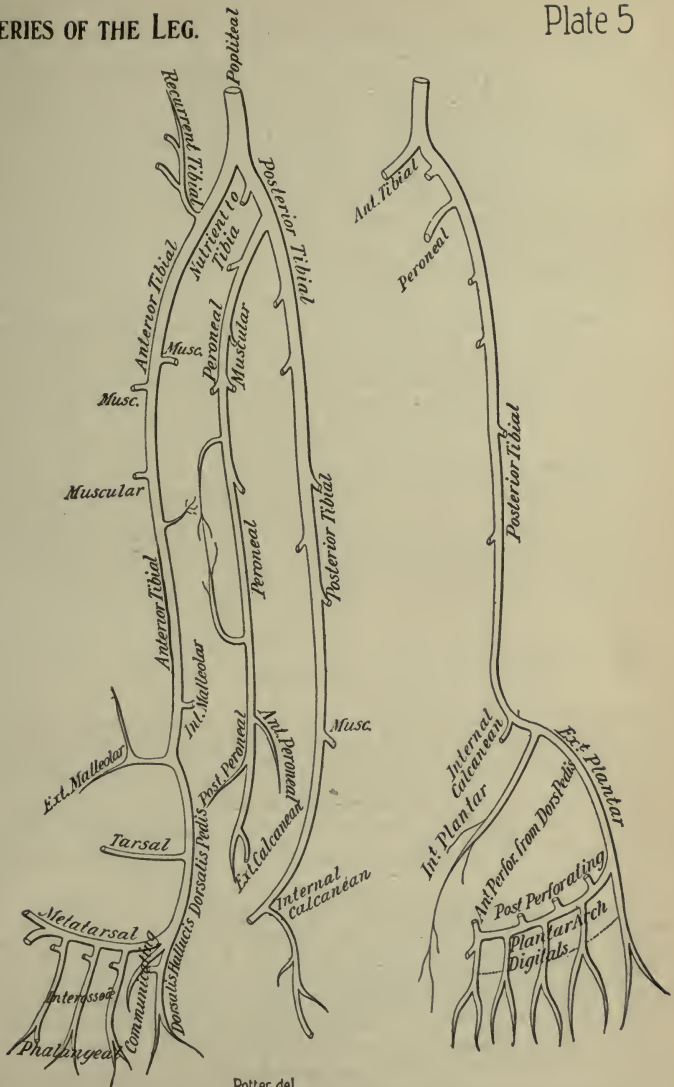 ERIES OF THE LEG.
Plate 5
Popliteal
Recurrent Tibial
Posterior Tibial
Nutrient to
Tibia
Anterior Tibial
Musc.
Musc.
Peroneal
Muscular
Muscular
Posterior Tibial
Peroneal
Anterior Tibial
Int. Malleolar
Musc.
Ext. Malleolar
Post. Peroneal
Ant. Peroneal
Tarsal
Dorsalis Pedis
Ext. Calcanean
Internal
Calcanean
Metatarsal
Communicating
Dorsalis Hallucis
Interosseæ
Phalangeal
Ant. Tibial
Peroneal
Posterior Tibial
Internal
Calcanean
Ext. Plantar
Int. Plantar
Ant. Perfor. from Dors Pedis
Post Perforating
Plantar Arch
Digitals
Potter del.